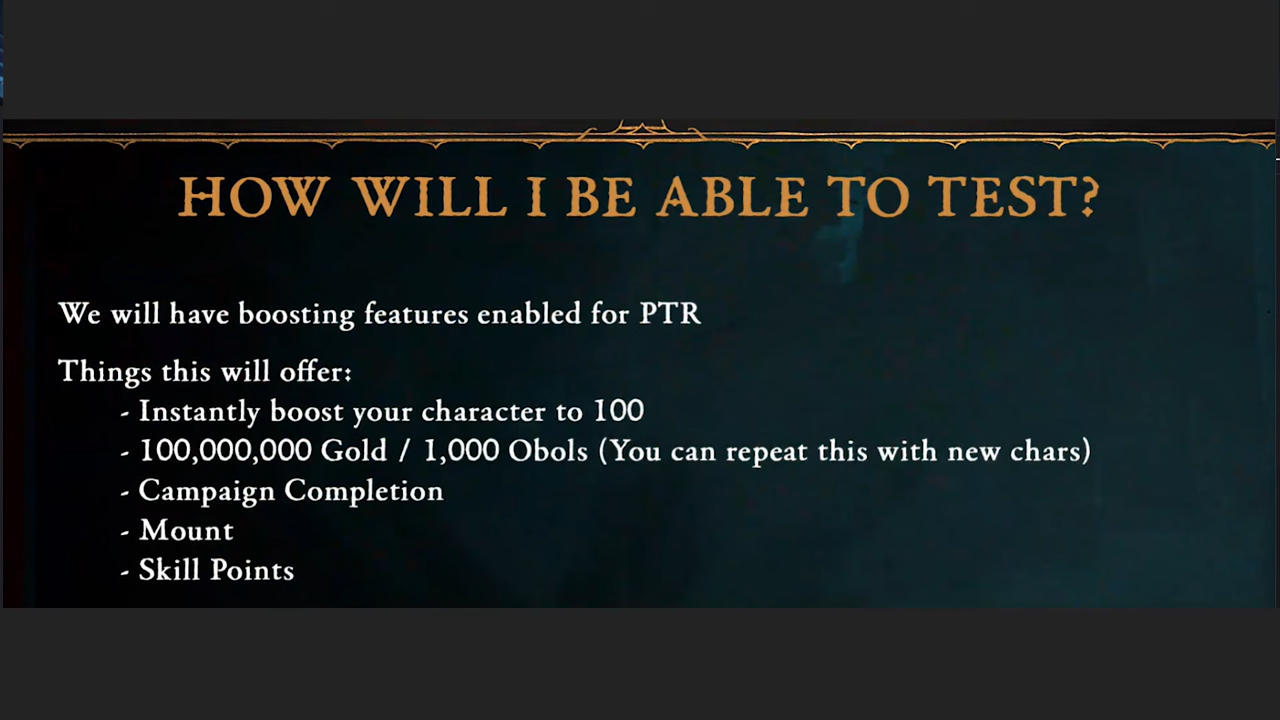 HOW WILL I BE ABLE TO TEST?
We will have boosting features enabled for PTR
Things this will offer:
- Instantly boost your character to 100
- 100,000,000 Gold / 1,000 Obols (You can repeat this with new chars)
- Campaign Completion
- Mount
- Skill Points